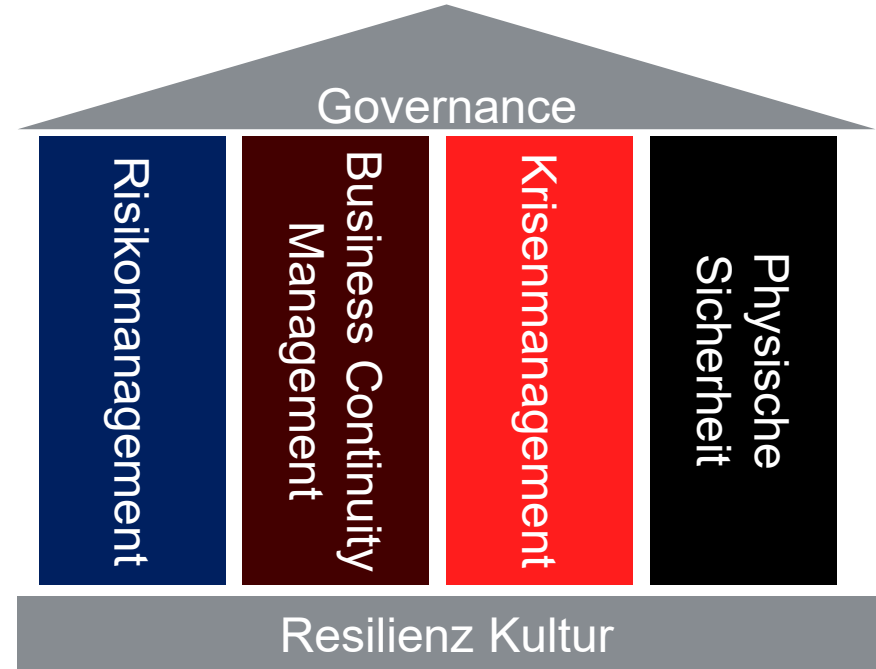 Governance
Risikomanagement
Business Continuity
Management
Krisenmanagement
Physische
Sicherheit
Resilienz Kultur